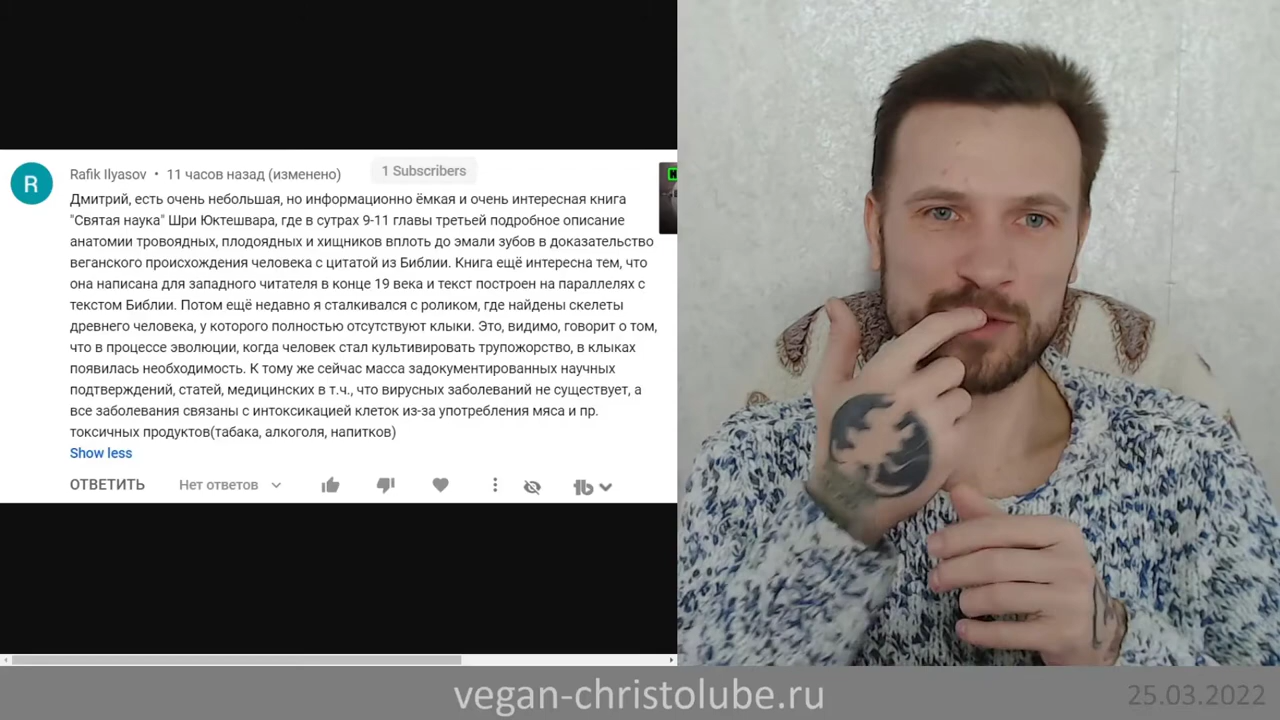 R
Rafik Ilyasov • 11 часов назад (изменено)
1 Subscribers
Дмитрий, есть очень небольшая, но информационно ёмкая и очень интересная книга
"Святая наука" Шри Юктешвара, где в сутрах 9-11 главы третьей подробное описание
анатомии тровоядных, плодоядных и хищников вплоть до эмали зубов в доказательство
веганского происхождения человека с цитатой из Библии. Книга ещё интересна тем, что
она написана для западного читателя в конце 19 века и текст построен на параллелях с
текстом Библии. Потом ещё недавно я сталкивался с роликом, где найдены скелеты
древнего человека, у которого полностью отсутствуют клыки. Это, видимо, говорит о том,
что в процессе эволюции, когда человек стал культивировать трупожорство, в клыках
появилась необходимость. К тому же сейчас масса задокументированных научных
подтверждений, статей, медицинских в т.ч., что вирусных заболеваний не существует, а
все заболевания связаны с интоксикацией клеток из-за употребления мяса и пр.
токсичных продуктов(табака, алкоголя, напитков)
Show less
ОТВЕТИТЬ Нет ответов
vegan-christolube.ru
25.03.2022